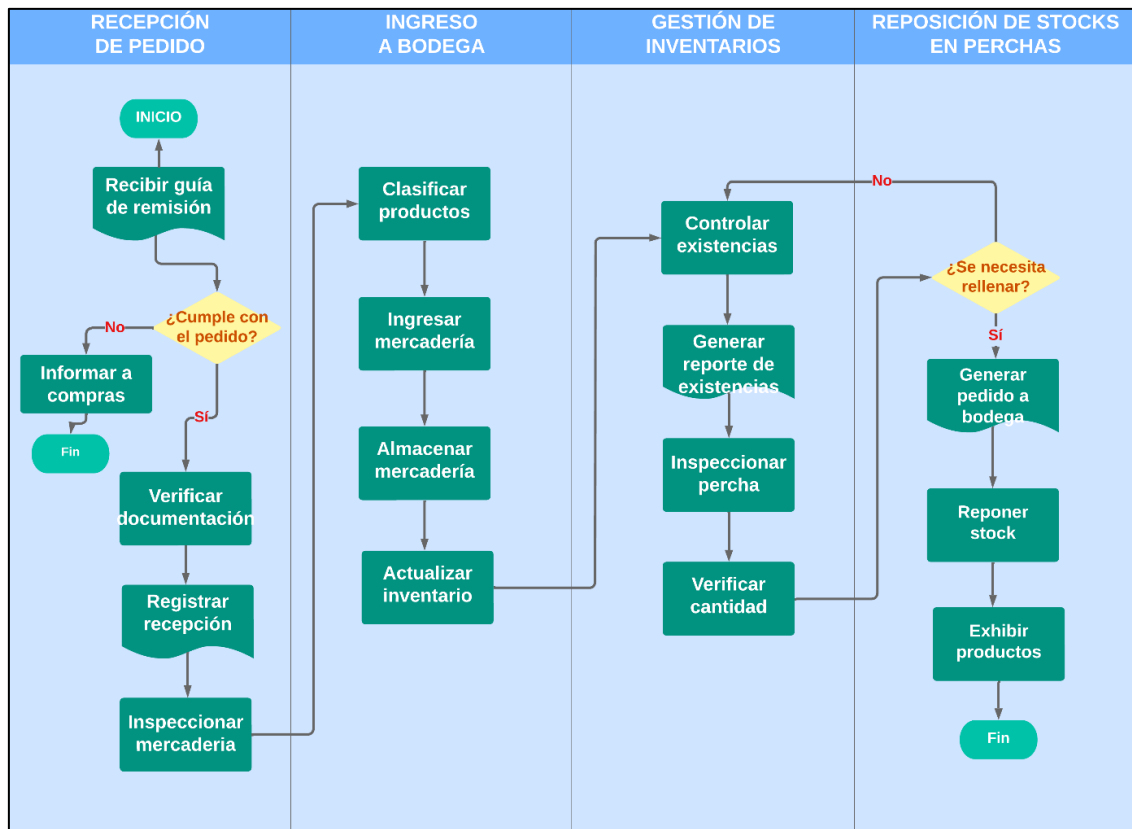 RECEPCIÓN
DE PEDIDO
INGRESO
A BODEGA
GESTIÓN DE
INVENTARIOS
REPOSICIÓN DE STOCKS
EN PERCHAS
INICIO
Recibir guía
de remisión
¿Cumple con
el pedido?
No
Informar a
compras
Fin
Sí
Verificar
documentación
Registrar
recepción
Inspeccionar
mercaderia
Clasificar
productos
Ingresar
mercadería
Almacenar
mercadería
Actualizar
inventario
Controlar
existencias
Generar
reporte de
existencias
Inspeccionar
percha
Verificar
cantidad
No
¿Se necesita
rellenar?
Sí
Generar
pedido a
bodega
Reponer
stock
Exhibir
productos
Fin